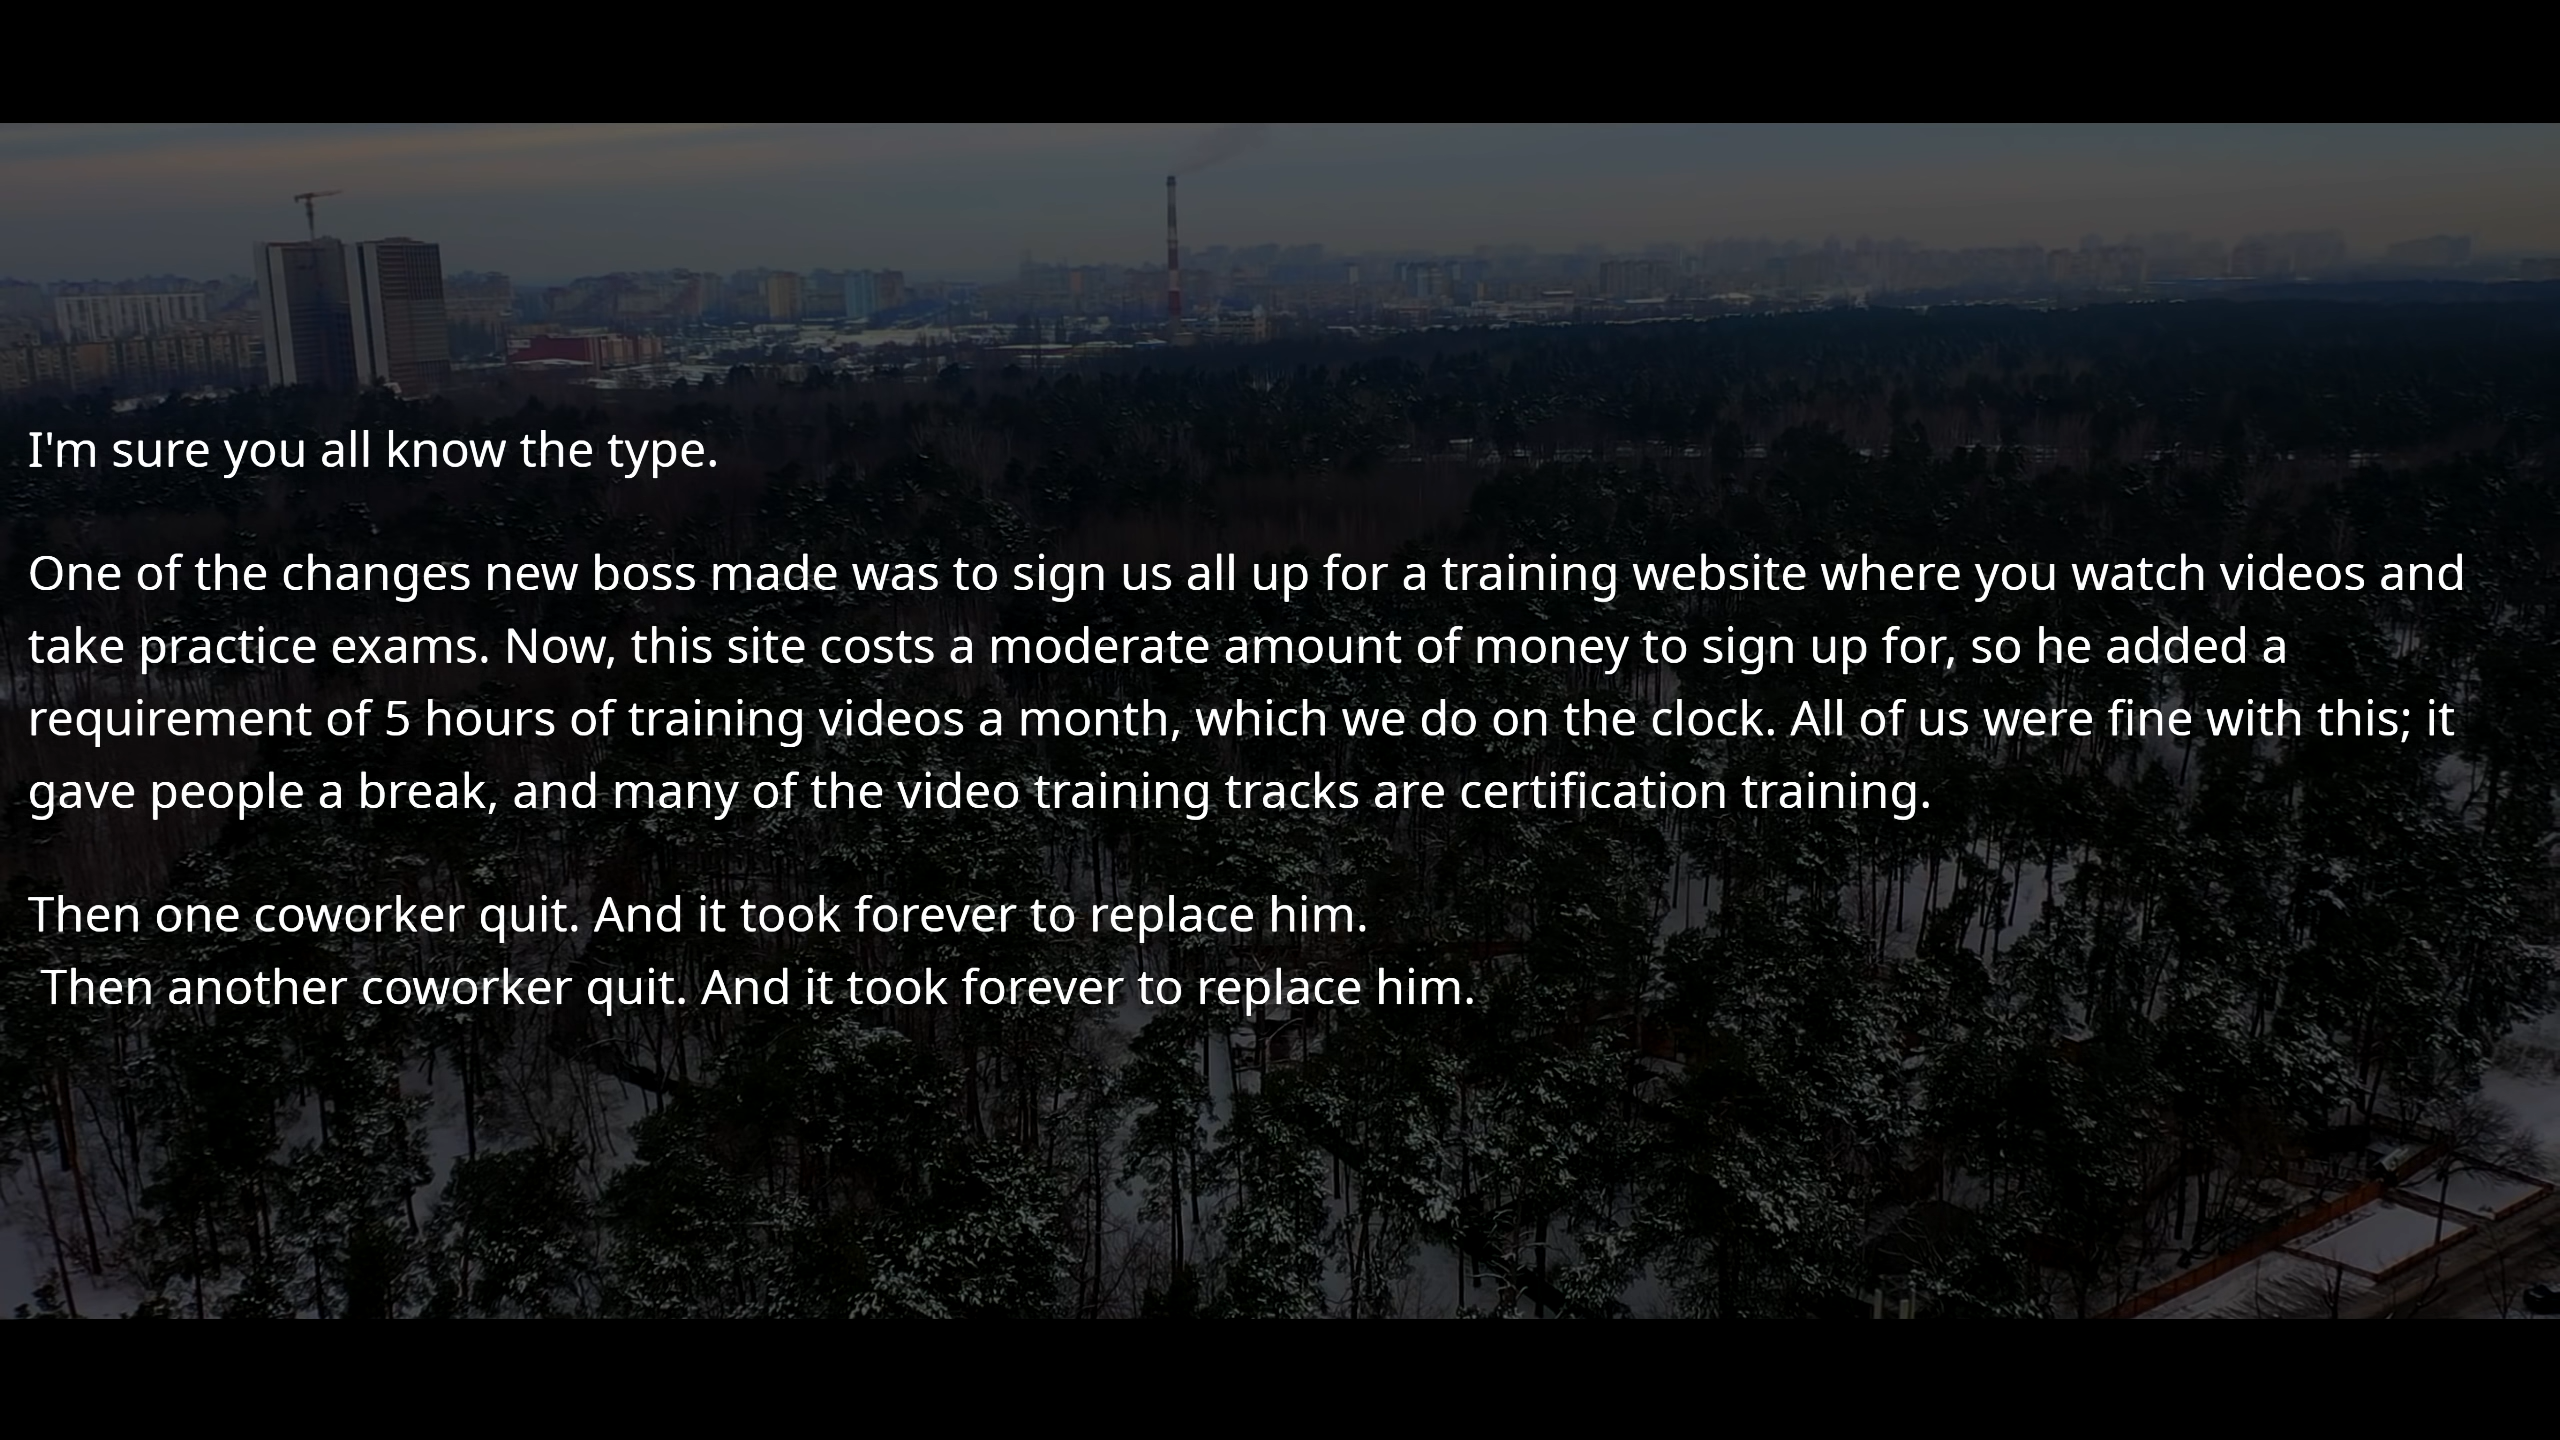 I'm sure you all know the type.
One of the changes new boss made was to sign us all up for a training website where you watch videos and
take practice exams. Now, this site costs a moderate amount of money to sign up for, so he added a
requirement of 5 hours of training videos a month, which we do on the clock. All of us were fine with this; it
gave people a break, and many of the video training tracks are certification training.
Then one coworker quit. And it took forever to replace him.
Then another coworker quit. And it took forever to replace him.